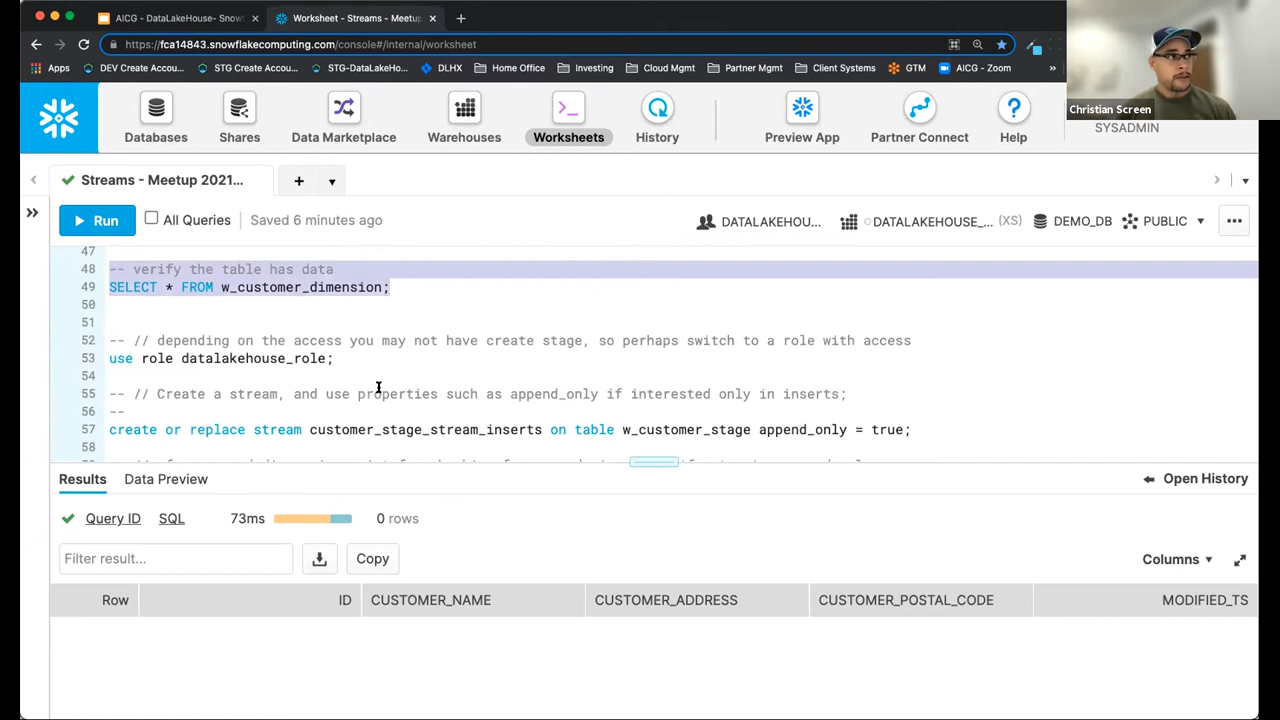 AICG - DataLakeHouse- Snowf
Worksheet - Streams - Meetup
https://fca14843.snowflakecomputing.com/console#/internal/worksheet
Apps
DEV Create Accou...
STG Create Accou...
STG-DataLakeHo...
DLHX
Home Office
Investing
Cloud Mgmt
Partner Mgmt
Client Systems
GTM
AICG - Zoom
Christian Screen
Databases
Shares
Data Marketplace
Warehouses
Worksheets
History
Preview App
Partner Connect
Help
SYSADMIN
Streams - Meetup 2021...
Run
All Queries
Saved 6 minutes ago
DATALAKEHOU...
DATALAKEHOUSE_... (XS)
DEMO_DB
PUBLIC
47
48 -- verify the table has data
49 SELECT * FROM w_customer_dimension;
50
51
52 -- // depending on the access you may not have create stage, so perhaps switch to a role with access
53 use role datalakehouse_role;
54
55 -- // Create a stream, and use properties such as append_only if interested only in inserts;
56 --
57 create or replace stream customer_stage_stream_inserts on table w_customer_stage append_only = true;
58
Results
Data Preview
Open History
Query ID
SQL
73ms
0 rows
Filter result...
Copy
Columns
Row
ID
CUSTOMER_NAME
CUSTOMER_ADDRESS
CUSTOMER_POSTAL_CODE
MODIFIED_TS